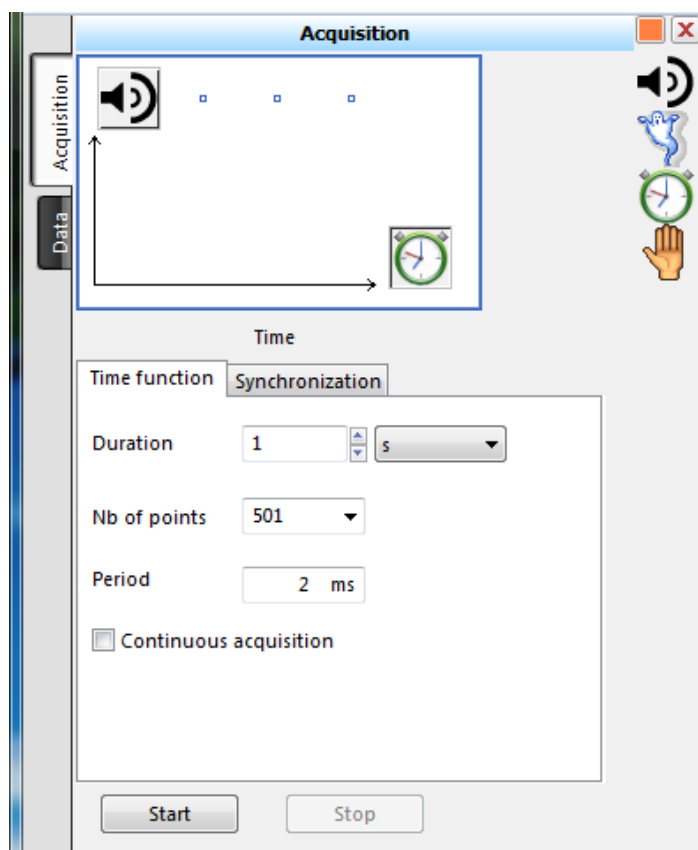 Acquisition
Acquisition
Data
Time
Time function
Synchronization
Duration
1
s
Nb of points
501
Period
2 ms
Continuous acquisition
Start
Stop